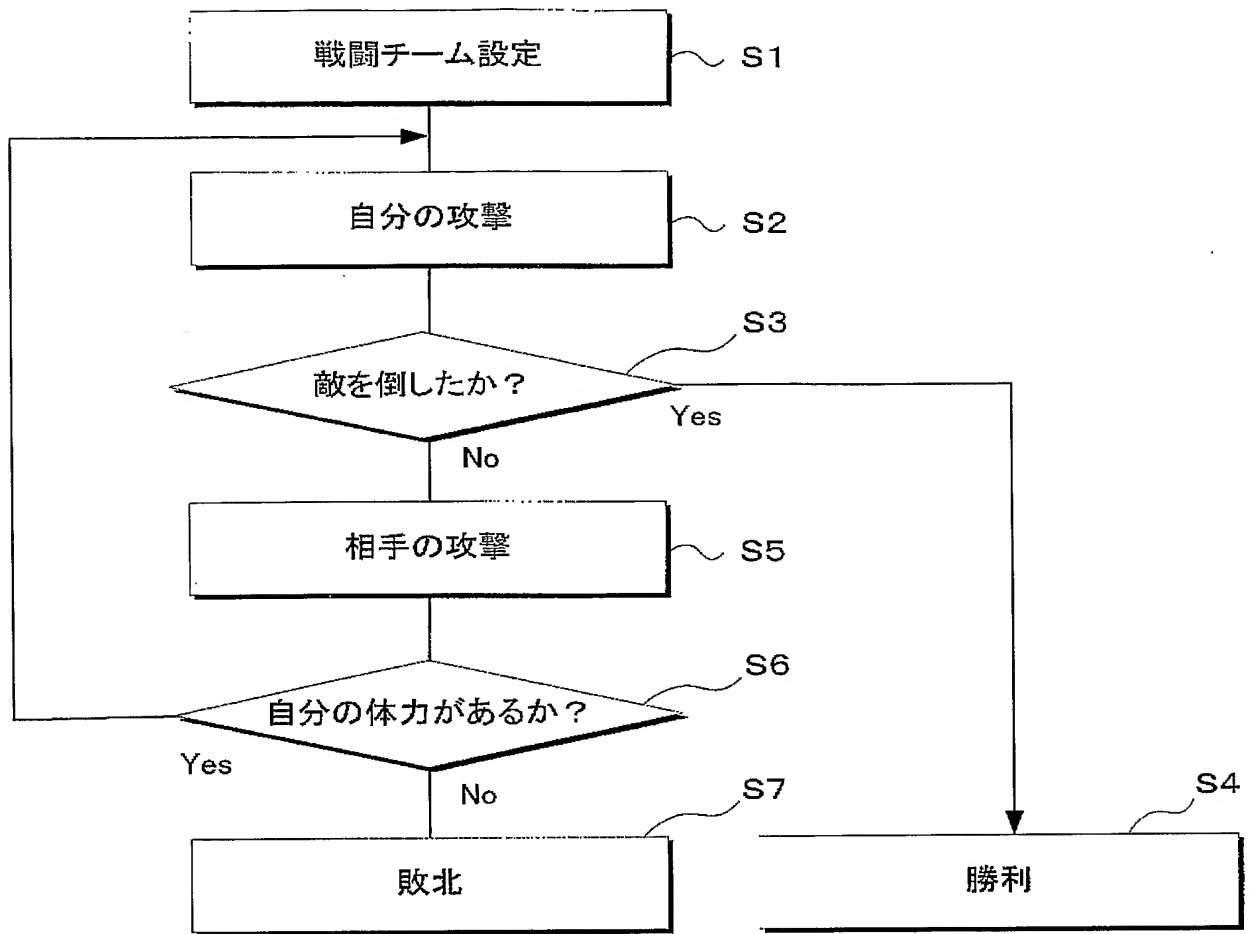 戦闘チーム設定
S1
自分の攻撃
S2
S3
敵を倒したか?
Yes
No
相手の攻撃
S5
S6
自分の体力があるか?
Yes
No
S7
S4
敗北
勝利